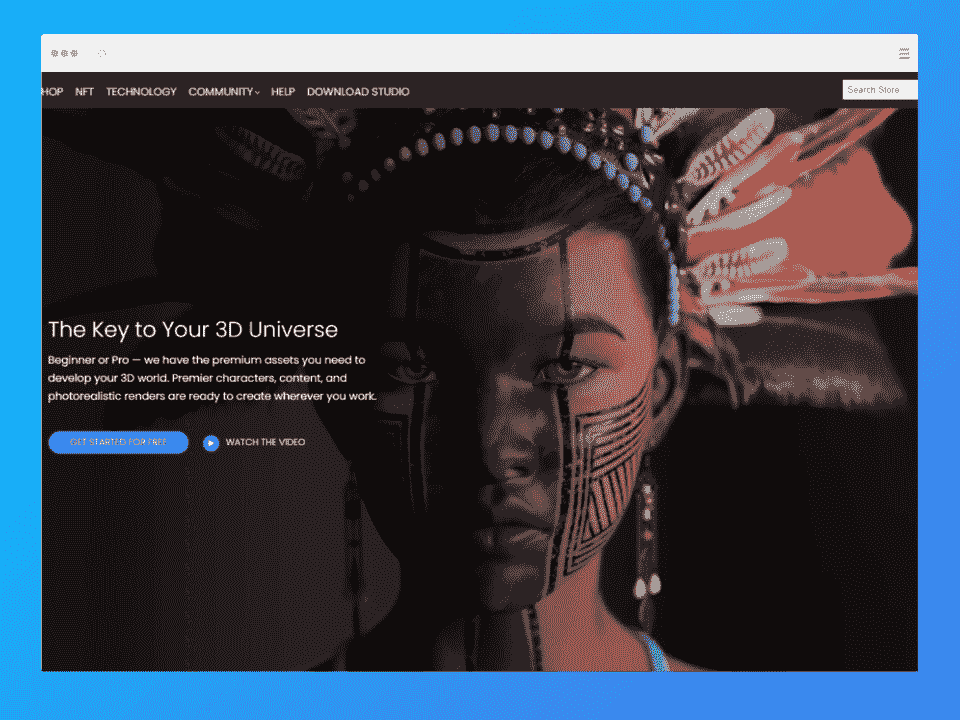 HOP NFT TECHNOLOGY COMMUNITY HELP DOWNLOAD STUDIO
Search Store
The Key to Your 3D Universe
Beginner or Pro — we have the premium assets you need to
develop your 3D world. Premier characters, content, and
photorealistic renders are ready to create wherever you work.
GET STARTED FOR FREE
WATCH THE VIDEO